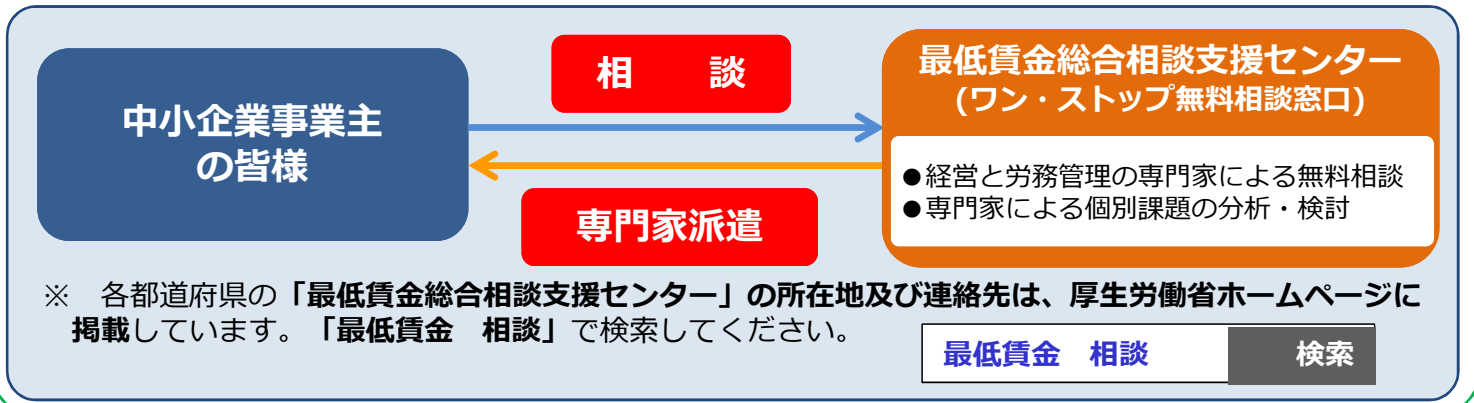 中小企業事業主
の皆様
相　　談
専門家派遣
最低賃金総合相談支援センター
(ワン・ストップ無料相談窓口)
●経営と労務管理の専門家による無料相談
●専門家による個別課題の分析・検討
※　各都道府県の「最低賃金総合相談支援センター」の所在地及び連絡先は、厚生労働省ホームページに
掲載しています。「最低賃金　相談」で検索してください。
最低賃金　相談
検索